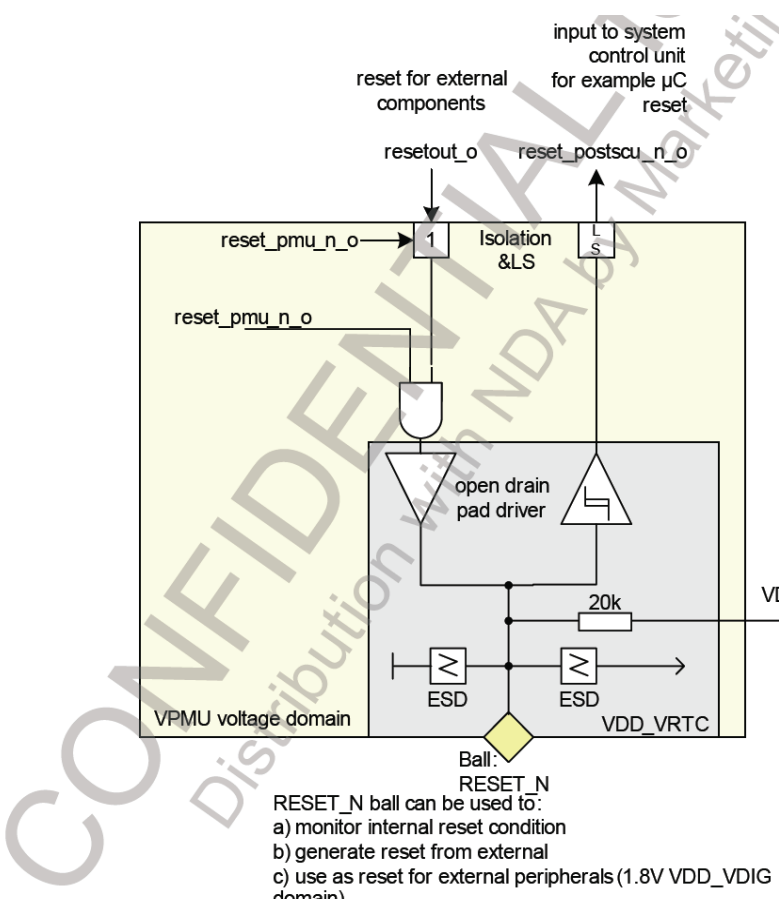 input to system
control unit
for example µC
reset
reset for external
components
resetout_o
reset_postscu_n_o
reset_pmu_n_o
1
Isolation
&LS
L
S
reset_pmu_n_o
open drain
pad driver
20k
ESD
ESD
VPMU voltage domain
VDD_VRTC
Ball:
RESET_N
RESET_N ball can be used to:
a) monitor internal reset condition
b) generate reset from external
c) use as reset for external peripherals (1.8V VDD_VDIG
domain)
CONFIDENTIAL
Distribution with NDA by Marketi